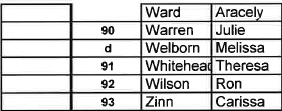 Ward Aracely
90 Warren Julie
d Welborn Melissa
91 Whitehead Theresa
92 Wilson Ron
93 Zinn Carissa